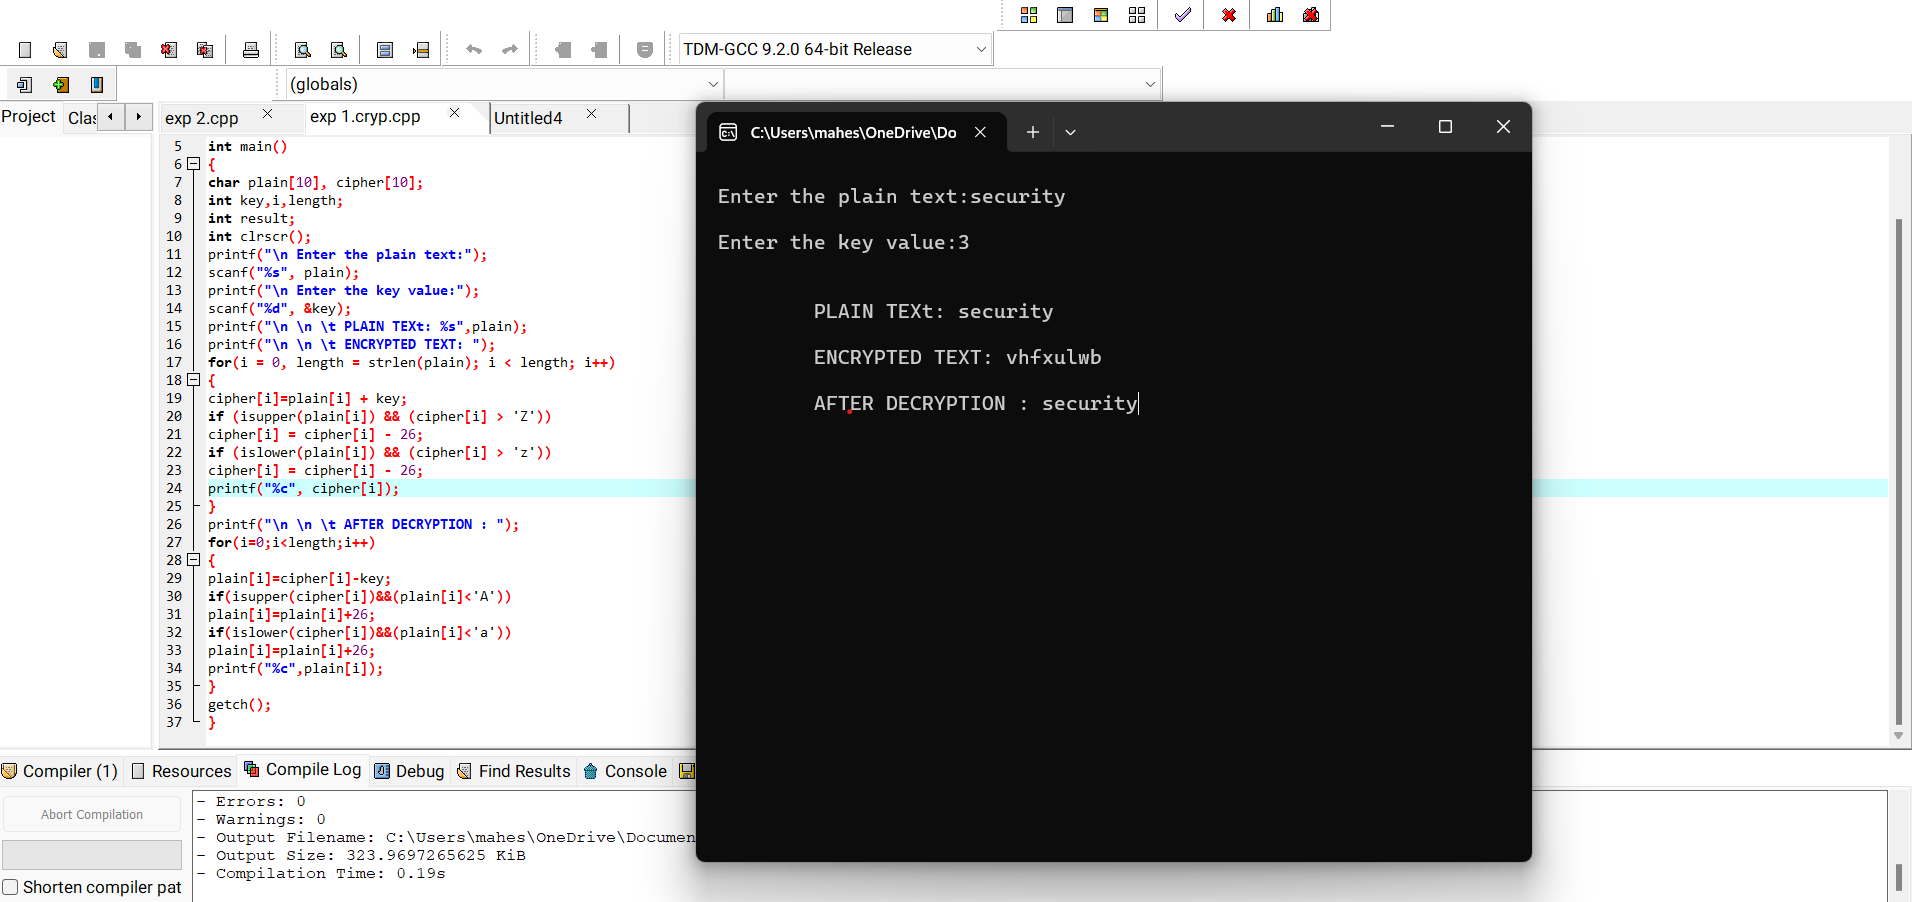 TDM-GCC 9.2.0 64-bit Release
(globals)
Project
Clas
exp 2.cpp
exp 1.cryp.cpp
Untitled4
5 int main()
6 {
7 char plain[10], cipher[10];
8 int key,i,length;
9 int result;
10 int clrscr();
11 printf("\n Enter the plain text:");
12 scanf("%s", plain);
13 printf("\n Enter the key value:");
14 scanf("%d", &key);
15 printf("\n \n \t PLAIN TEXt: %s",plain);
16 printf("\n \n \t ENCRYPTED TEXT: ");
17 for(i = 0, length = strlen(plain); i < length; i++)
18 {
19 cipher[i]=plain[i] + key;
20 if (isupper(plain[i]) && (cipher[i] > 'Z'))
21 cipher[i] = cipher[i] - 26;
22 if (islower(plain[i]) && (cipher[i] > 'z'))
23 cipher[i] = cipher[i] - 26;
24 printf("%c", cipher[i]);
25 }
26 printf("\n \n \t AFTER DECRYPTION : ");
27 for(i=0;i<length;i++)
28 {
29 plain[i]=cipher[i]-key;
30 if(isupper(cipher[i])&&(plain[i]<'A'))
31 plain[i]=plain[i]+26;
32 if(islower(cipher[i])&&(plain[i]<'a'))
33 plain[i]=plain[i]+26;
34 printf("%c",plain[i]);
35 }
36 getch();
37 }
C:\Users\mahes\OneDrive\Do
Enter the plain text:security
Enter the key value:3
PLAIN TEXt: security
ENCRYPTED TEXT: vhfxulwb
AFTER DECRYPTION : security
Compiler (1)
Resources
Compile Log
Debug
Find Results
Console
Abort Compilation
Shorten compiler pat
- Errors: 0
- Warnings: 0
- Output Filename: C:\Users\mahes\OneDrive\Documen
- Output Size: 323.9697265625 KiB
- Compilation Time: 0.19s